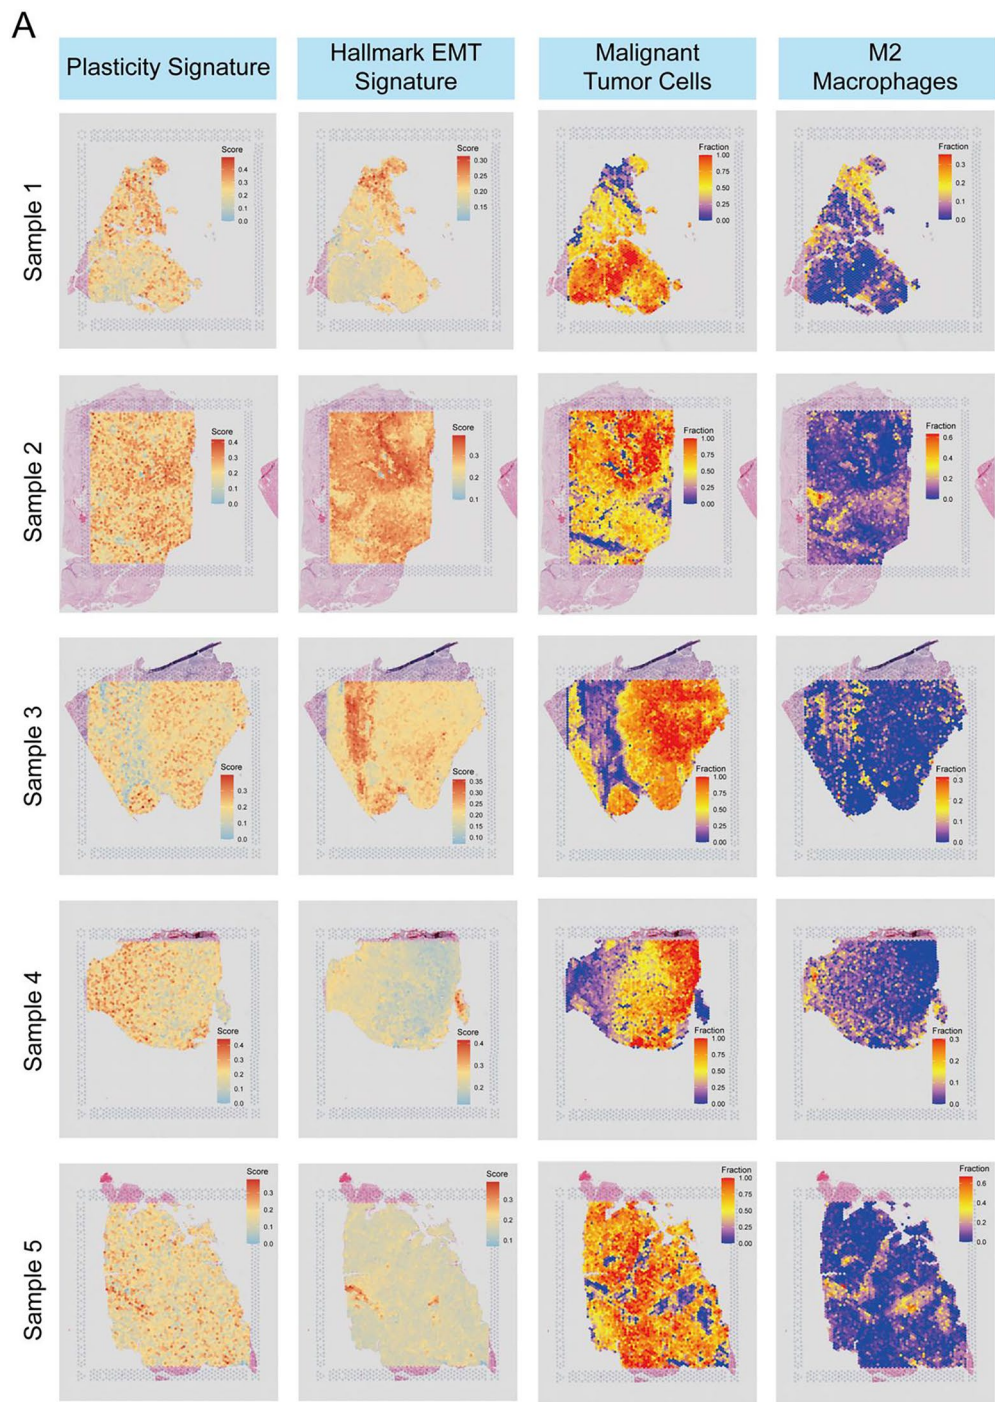 A
Plasticity Signature
Hallmark EMT
Signature
Malignant
Tumor Cells
M2
Macrophages
Sample 1
Score
0.4
0.3
0.2
0.1
0.0
Score
0.30
0.25
0.20
0.15
Fraction
1.00
0.75
0.50
0.25
0.00
Fraction
0.3
0.2
0.1
0.0
Sample 2
Score
0.4
0.3
0.2
0.1
0.0
Score
0.3
0.2
0.1
Fraction
1.00
0.75
0.50
0.25
0.00
Fraction
0.6
0.4
0.2
0.0
Sample 3
Score
0.3
0.2
0.1
0.0
Score
0.35
0.30
0.25
0.20
0.15
0.10
Fraction
1.00
0.75
0.50
0.25
0.00
Fraction
0.3
0.2
0.1
0.0
Sample 4
Score
0.4
0.3
0.2
0.1
0.0
Score
0.4
0.3
0.2
Fraction
1.00
0.75
0.50
0.25
0.00
Fraction
0.3
0.2
0.1
0.0
Sample 5
Score
0.3
0.2
0.1
0.0
Score
0.3
0.2
0.1
Fraction
1.00
0.75
0.50
0.25
0.00
Fraction
0.6
0.4
0.2
0.0